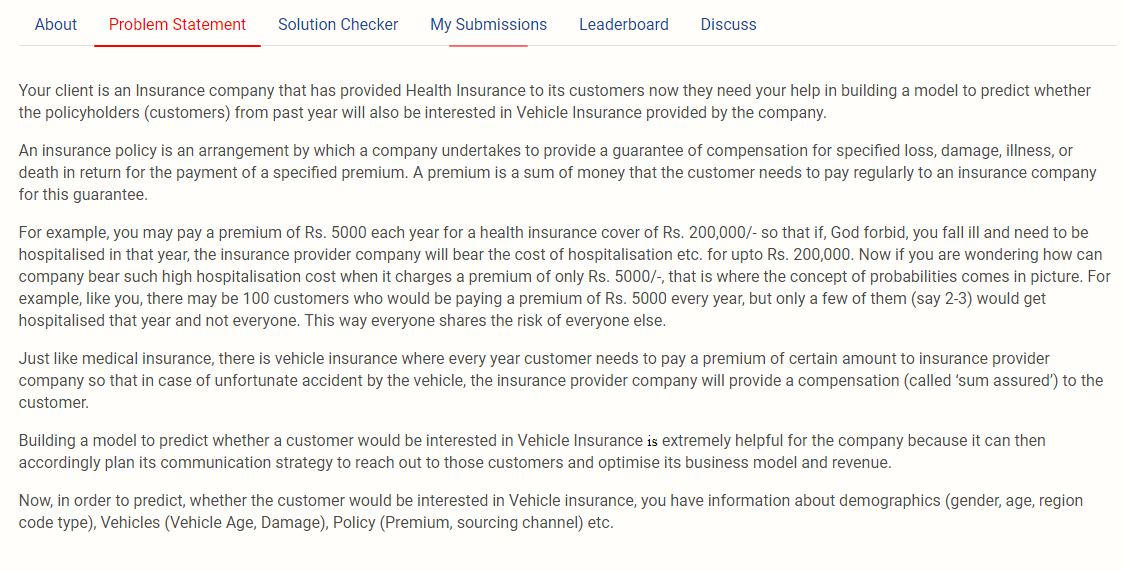 About Problem Statement Solution Checker My Submissions Leaderboard Discuss
Your client is an Insurance company that has provided Health Insurance to its customers now they need your help in building a model to predict whether
the policyholders (customers) from past year will also be interested in Vehicle Insurance provided by the company.
An insurance policy is an arrangement by which a company undertakes to provide a guarantee of compensation for specified loss, damage, illness, or
death in return for the payment of a specified premium. A premium is a sum of money that the customer needs to pay regularly to an insurance company
for this guarantee.
For example, you may pay a premium of Rs. 5000 each year for a health insurance cover of Rs. 200,000/- so that if, God forbid, you fall ill and need to be
hospitalised in that year, the insurance provider company will bear the cost of hospitalisation etc. for upto Rs. 200,000. Now if you are wondering how can
company bear such high hospitalisation cost when it charges a premium of only Rs. 5000/-, that is where the concept of probabilities comes in picture. For
example, like you, there may be 100 customers who would be paying a premium of Rs. 5000 every year, but only a few of them (say 2-3) would get
hospitalised that year and not everyone. This way everyone shares the risk of everyone else.
Just like medical insurance, there is vehicle insurance where every year customer needs to pay a premium of certain amount to insurance provider
company so that in case of unfortunate accident by the vehicle, the insurance provider company will provide a compensation (called ‘sum assured’) to the
customer.
Building a model to predict whether a customer would be interested in Vehicle Insurance is extremely helpful for the company because it can then
accordingly plan its communication strategy to reach out to those customers and optimise its business model and revenue.
Now, in order to predict, whether the customer would be interested in Vehicle insurance, you have information about demographics (gender, age, region
code type), Vehicles (Vehicle Age, Damage), Policy (Premium, sourcing channel) etc.